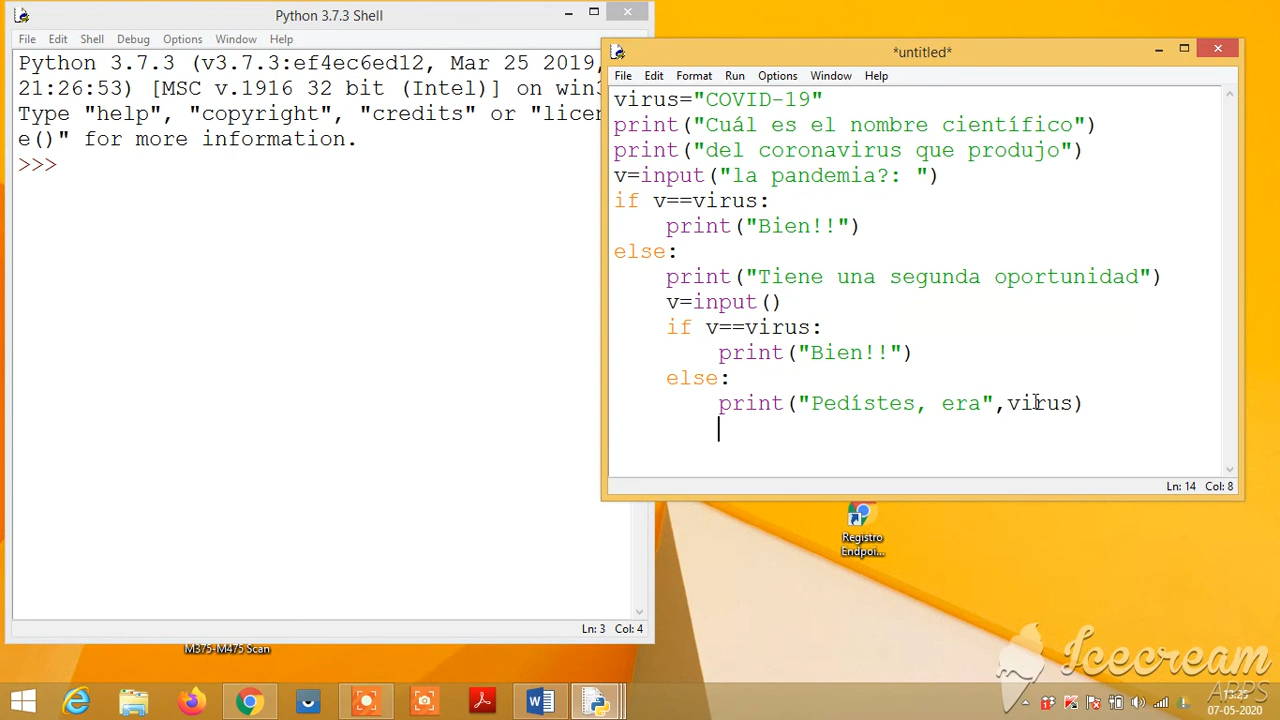 Python 3.7.3 Shell
File Edit Shell Debug Options Window Help
Python 3.7.3 (v3.7.3:ef4ec6ed12, Mar 25 2019,
21:26:53) [MSC v.1916 32 bit (Intel)] on win3
Type "help", "copyright", "credits" or "licen
e()" for more information.
>>>
Ln: 3 Col: 4
*untitled*
File Edit Format Run Options Window Help
virus="COVID-19"
print("Cuál es el nombre científico")
print("del coronavirus que produjo")
v=input("la pandemia?: ")
if v==virus:
    print("Bien!!")
else:
    print("Tiene una segunda oportunidad")
    v=input()
    if v==virus:
        print("Bien!!")
    else:
        print("Pedístes, era",virus)
Ln: 14 Col: 8
Registro
Endpoi...
M375-M475 Scan
Icecream
APPS
13:25
07-05-2020